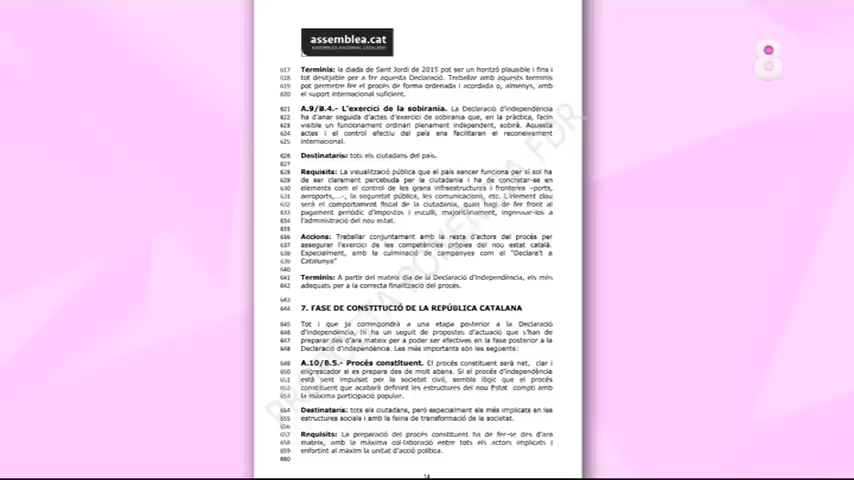 assemblea.cat
ASSEMBLEA NACIONAL CATALANA
8
617 Terminis: la diada de Sant Jordi de 2015 pot ser un horitzó plausible i fins i
618 tot desitjable per a fer aquesta Declaració. Treballar amb aquests terminis
619 pot permetre fer el procés de forma ordenada i acordada o, almenys, amb
620 el suport internacional suficient.
621 A.9/B.4.- L'exercici de la sobirania. La Declaració d'independència
622 ha d'anar seguida d'actes d'exercici de sobirania que, en la pràctica, facin
623 visible un funcionament ordinari plenament independent, sobirà. Aquests
624 actes i el control efectiu del país ens facilitaran el reconeixement
625 internacional.
626 Destinataris: tots els ciutadans del país.
627
628 Requisits: La visualització pública que el país sencer funciona per si sol ha
629 de ser clarament percebuda per la ciutadania i ha de concretar-se en
630 elements com el control de les grans infraestructures i fronteres -ports,
631 aeroports,...-, la seguretat pública, les comunicacions, etc. L'element clau
632 serà el comportament fiscal de la ciutadania, quan hagi de fer front al
633 pagament periòdic d'impostos i esculli, majoritàriament, ingressar-los a
634 l'administració del nou estat.
635
636 Accions: Treballar conjuntament amb la resta d'actors del procés per
637 assegurar l'exercici de les competències pròpies del nou estat català.
638 Especialment, amb la culminació de campanyes com el "Declara't a
639 Catalunya"
640
641 Terminis: A partir del mateix dia de la Declaració d'Independència, els més
642 adequats per a la correcta finalització del procés.
643
644 7. FASE DE CONSTITUCIÓ DE LA REPÚBLICA CATALANA
645 Tot i que ja correspondrà a una etapa posterior a la Declaració
646 d'independència, hi ha un seguit de propostes d'actuació que s'han de
647 preparar des d'ara mateix per a poder ser efectives en la fase posterior a la
648 Declaració d'independència. Les més importants són les següents:
649 A.10/B.5.- Procés constituent. El procés constituent serà net, clar i
650 engrescador si es prepara des de molt abans. Si el procés d'independència
651 està sent impulsat per la societat civil, sembla lògic que el procés
652 constituent que acabarà definint les estructures del nou Estat compti amb
653 la màxima participació popular.
654 Destinataris: tots els ciutadans, però especialment els més implicats en les
655 estructures socials i amb la feina de transformació de la societat.
656
657 Requisits: La preparació del procés constituent ha de fer-se des d'ara
658 mateix, amb la màxima col·laboració entre tots els actors implicats i
659 enfortint al màxim la unitat d'acció política.
660
14